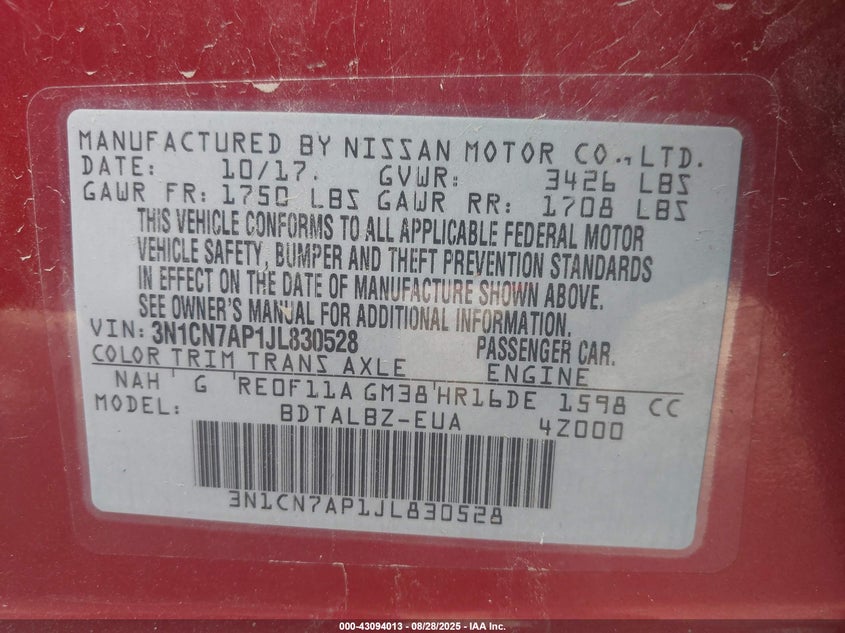 MANUFACTURED BY NISSAN MOTOR CO., LTD.
DATE: 10/17. GVWR: 3426 LBS
GAWR FR: 1750 LBS GAWR RR: 1708 LBS
THIS VEHICLE CONFORMS TO ALL APPLICABLE FEDERAL MOTOR
VEHICLE SAFETY, BUMPER AND THEFT PREVENTION STANDARDS
IN EFFECT ON THE DATE OF MANUFACTURE SHOWN ABOVE.
SEE OWNER'S MANUAL FOR ADDITIONAL INFORMATION.
VIN: 3N1CN7AP1JL830528 PASSENGER CAR.
COLOR TRIM TRANS AXLE ENGINE
NAH G RE0F11A GM38 HR16DE 1598 CC
MODEL: BDTALBZ-EUA 4Z000
3N1CN7AP1JL830528
000-43094013 - 08/28/2025 - IAA Inc.